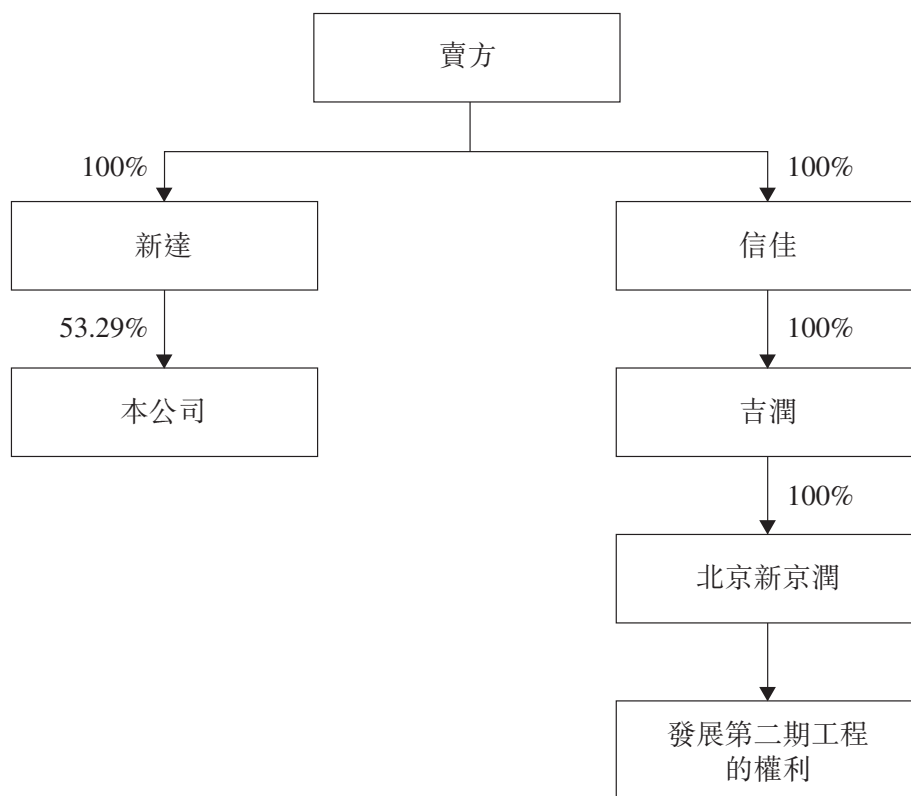 賣方
100%
100%
新達
信佳
53.29%
100%
本公司
吉潤
100%
北京新京潤
發展第二期工程
的權利